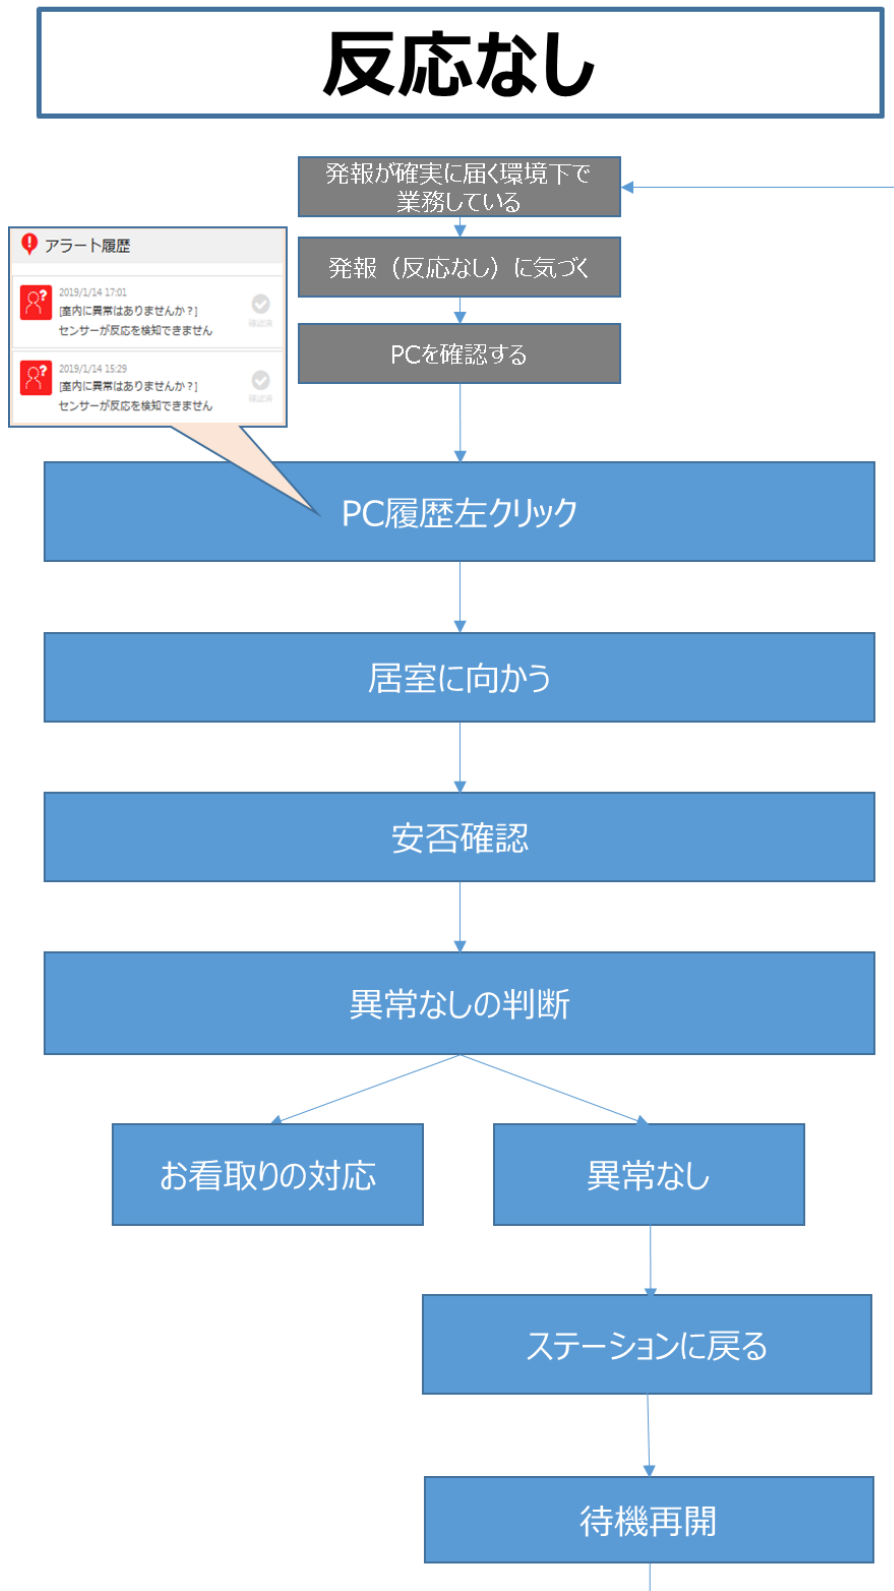 反応なし
発報が確実に届く環境下で
業務している
発報（反応なし）に気づく
PCを確認する
アラート履歴
2019/1/14 17:01
[室内に異常はありませんか？]
センサーが反応を検知できません
確認済
2019/1/14 15:29
[室内に異常はありませんか？]
センサーが反応を検知できません
確認済
PC履歴左クリック
居室に向かう
安否確認
異常なしの判断
お看取りの対応
異常なし
ステーションに戻る
待機再開